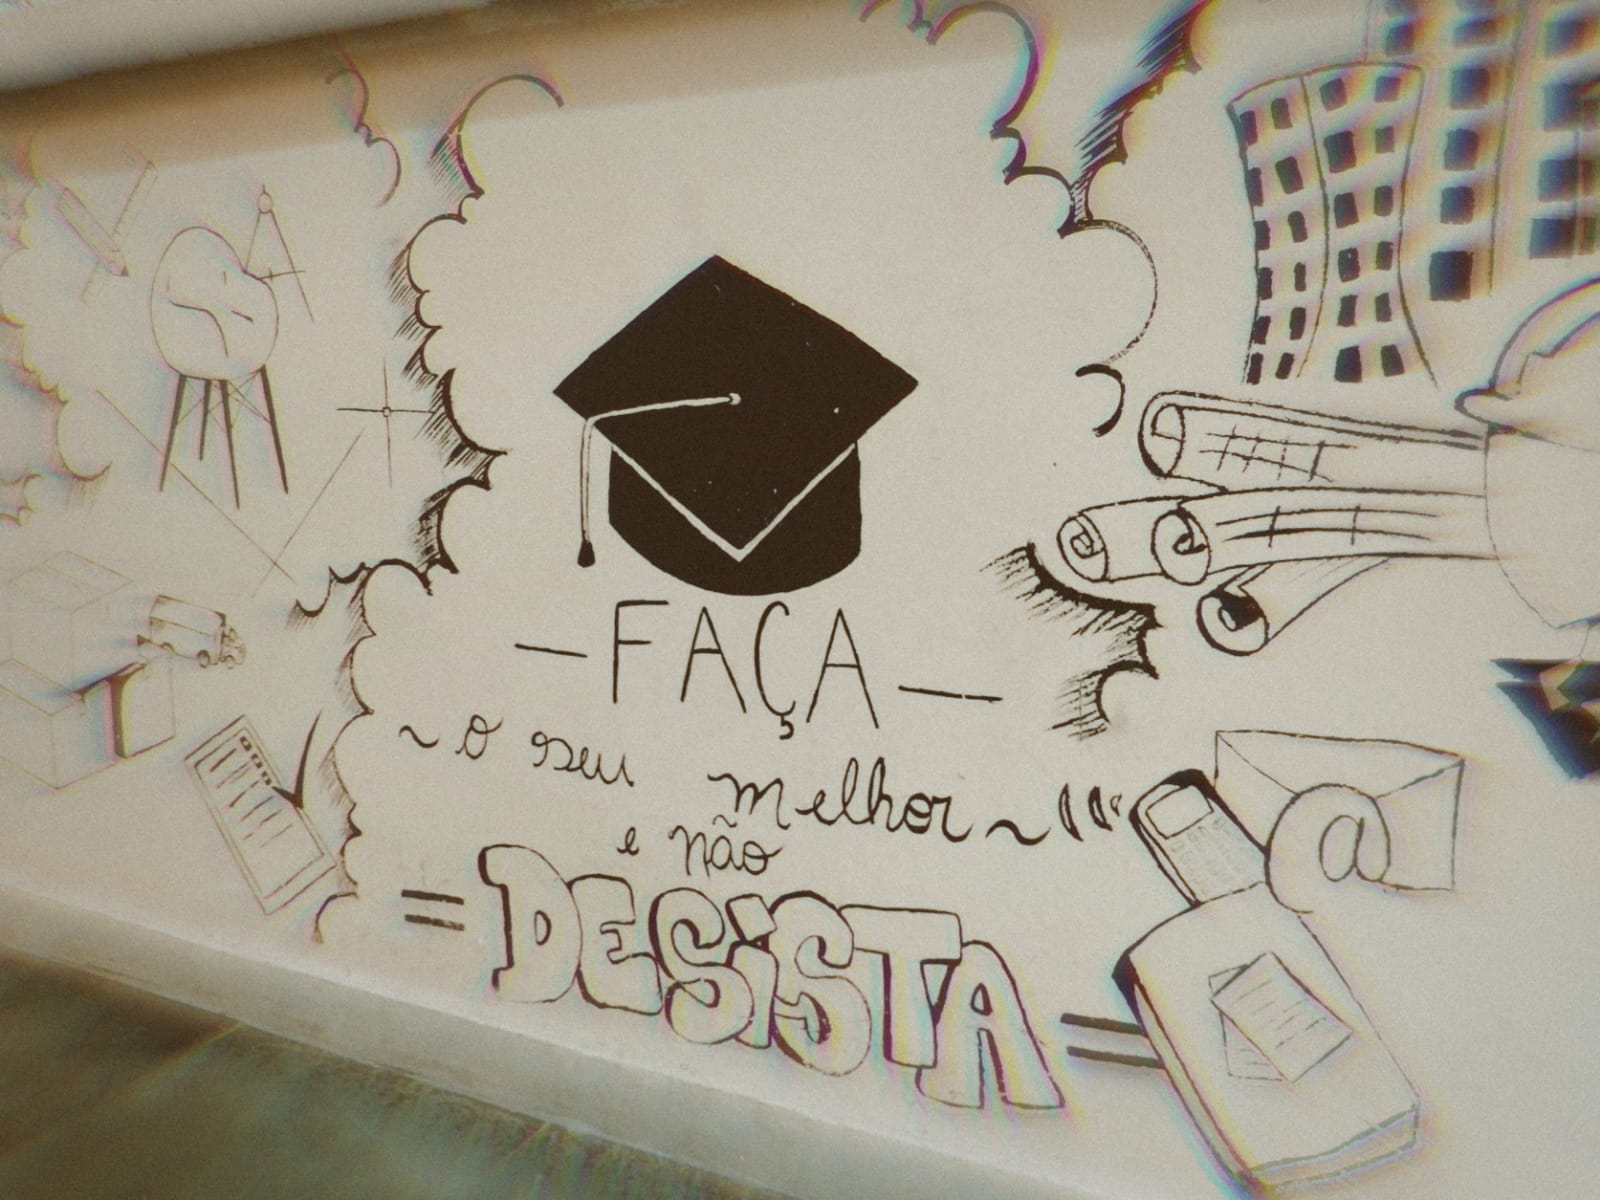 — FAÇA —
~ o seu melhor ~
e não
= DESiSTA =
@